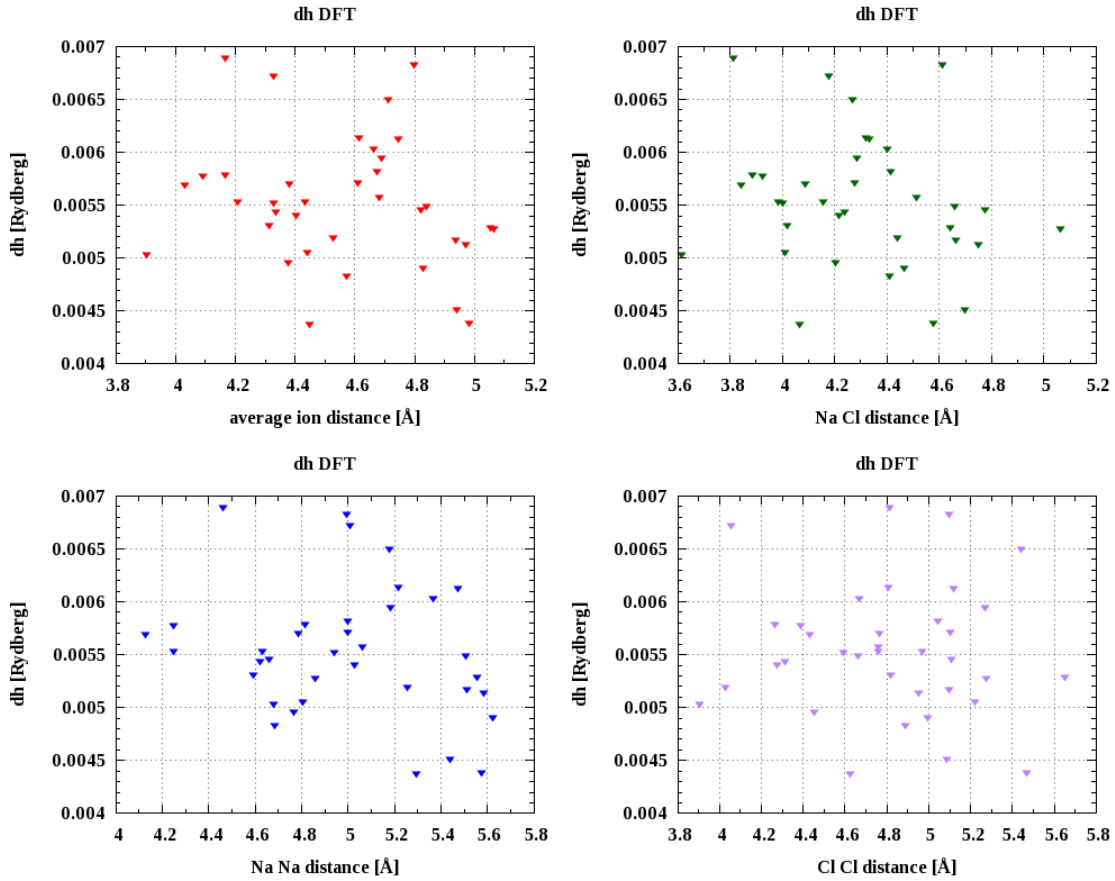 dh DFT
0.007
0.0065
0.006
0.0055
0.005
0.0045
0.004
dh [Rydberg]
3.8 4 4.2 4.4 4.6 4.8 5 5.2
average ion distance [Å]
dh DFT
0.007
0.0065
0.006
0.0055
0.005
0.0045
0.004
dh [Rydberg]
3.6 3.8 4 4.2 4.4 4.6 4.8 5 5.2
Na Cl distance [Å]
dh DFT
0.007
0.0065
0.006
0.0055
0.005
0.0045
0.004
dh [Rydberg]
4 4.2 4.4 4.6 4.8 5 5.2 5.4 5.6 5.8
Na Na distance [Å]
dh DFT
0.007
0.0065
0.006
0.0055
0.005
0.0045
0.004
dh [Rydberg]
3.8 4 4.2 4.4 4.6 4.8 5 5.2 5.4 5.6 5.8
Cl Cl distance [Å]